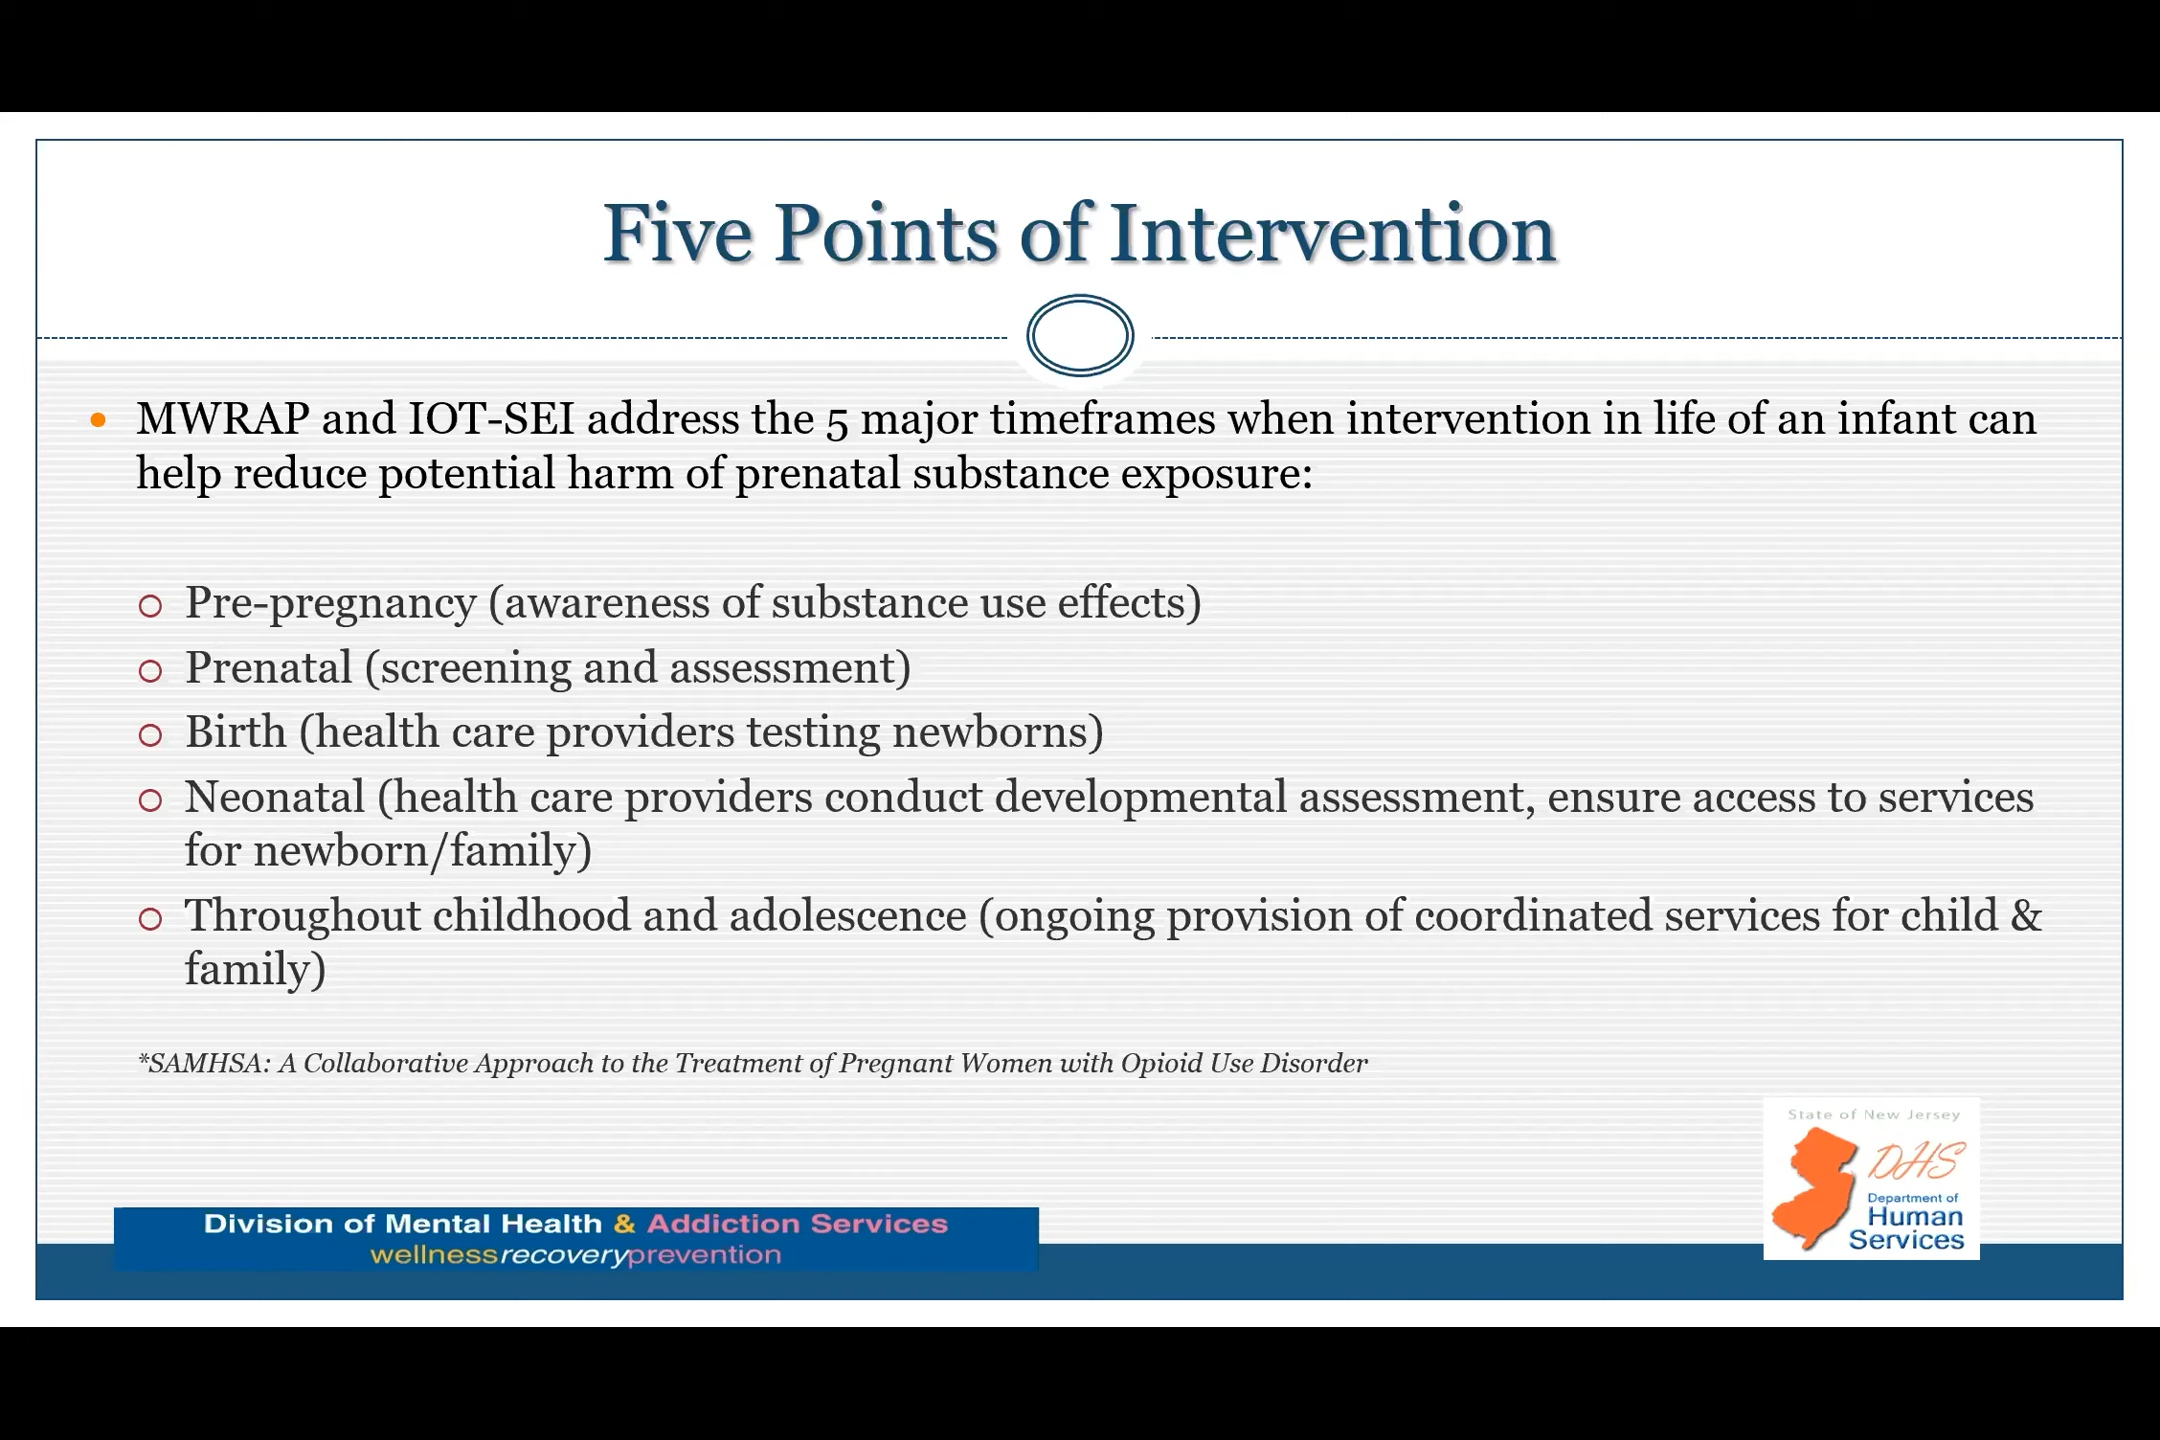 Five Points of Intervention
• MWRAP and IOT-SEI address the 5 major timeframes when intervention in life of an infant can
help reduce potential harm of prenatal substance exposure:
○ Pre-pregnancy (awareness of substance use effects)
○ Prenatal (screening and assessment)
○ Birth (health care providers testing newborns)
○ Neonatal (health care providers conduct developmental assessment, ensure access to services
for newborn/family)
○ Throughout childhood and adolescence (ongoing provision of coordinated services for child &
family)
*SAMHSA: A Collaborative Approach to the Treatment of Pregnant Women with Opioid Use Disorder
State of New Jersey
DHS
Department of
Human
Services
Division of Mental Health & Addiction Services
wellnessrecoveryprevention